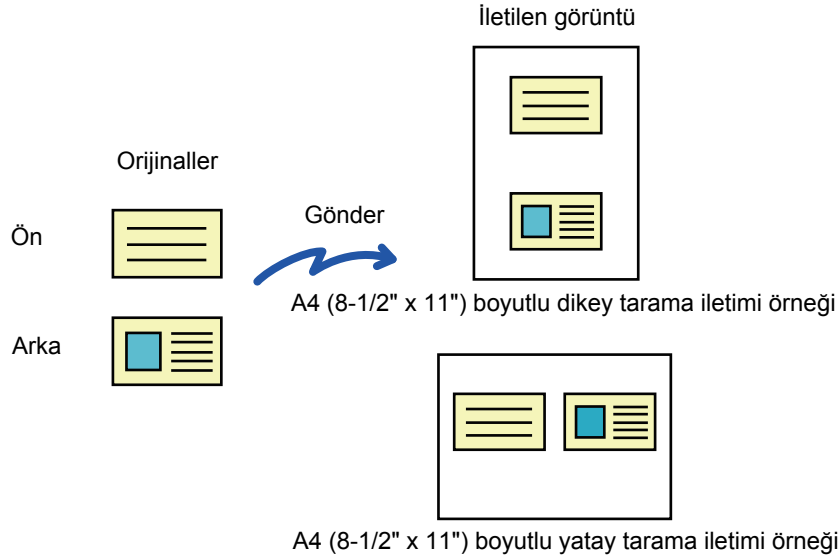 İletilen görüntü
Orijinaller
Ön
Gönder
A4 (8-1/2" x 11") boyutlu dikey tarama iletimi örneği
Arka
A4 (8-1/2" x 11") boyutlu yatay tarama iletimi örneği